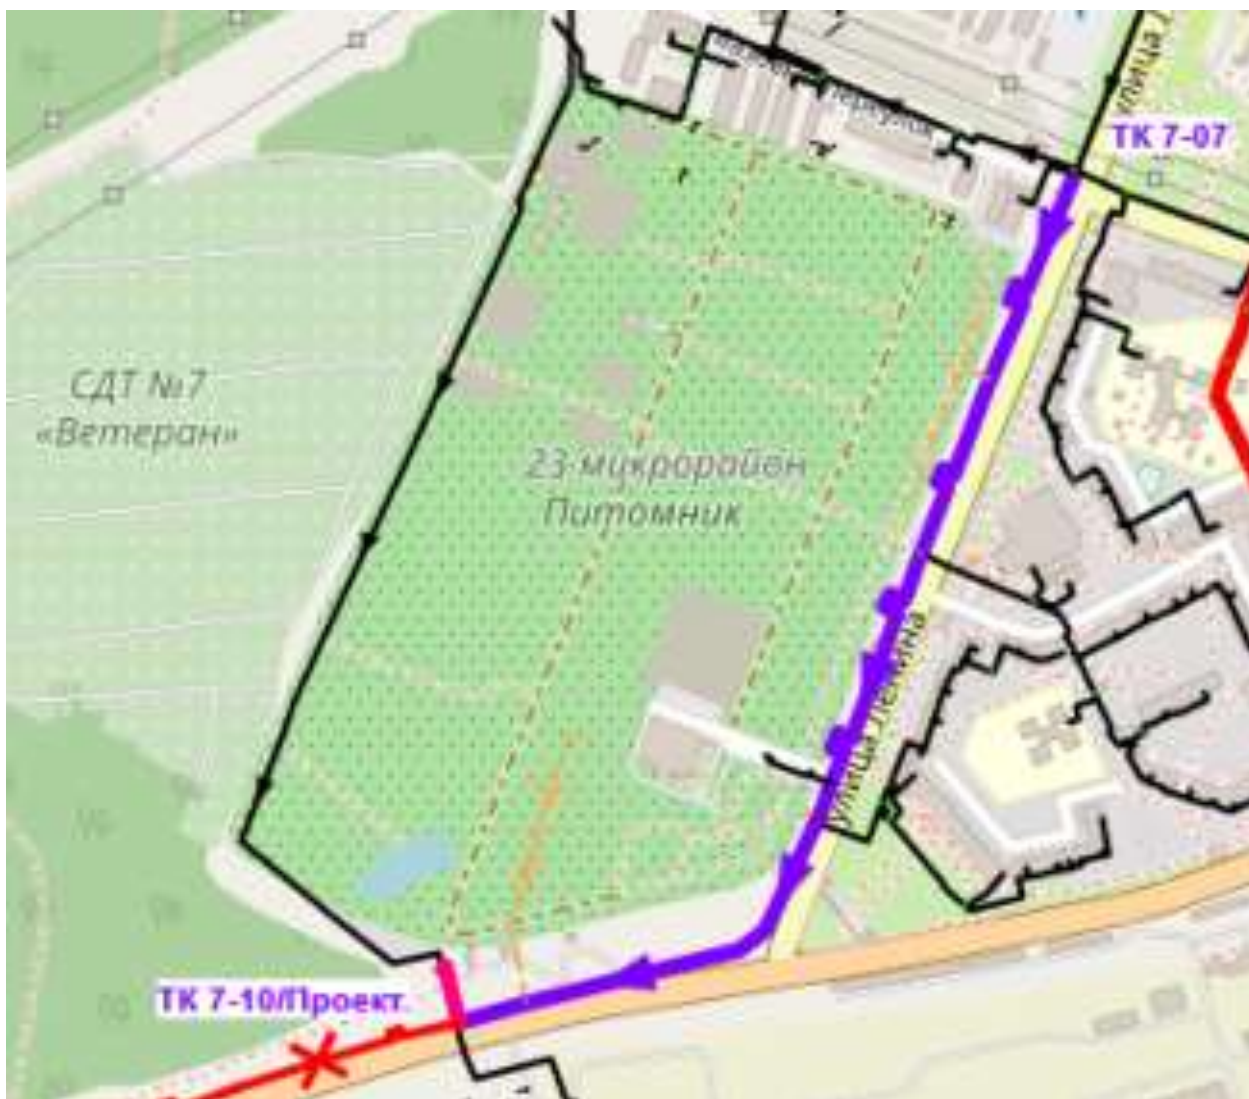 ТК 7-07
СДТ №7
«Ветеран»
23 микрорайон
Питомник
улица Ленина
ТК 7-10/Проект.